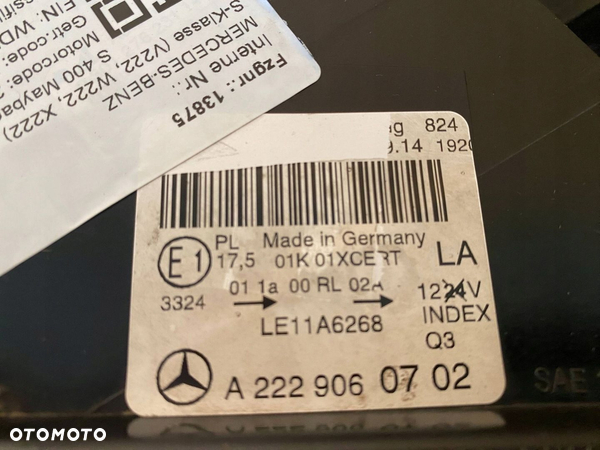 Fzgnr.: 13875
Interne Nr.:
MERCEDES-BENZ
S-Klasse (V222, W222, X222)
S 400 Maybac
Motorcode:
Getr.code:
FIN: WD
824
9.14 1920
E1
PL Made in Germany
17,5 01K 01XCERT LA
01 1a 00 RL 02A
3324 1224V
LE11A6268 INDEX
Q3
A 222 906 07 02
SAE
OTOMOTO